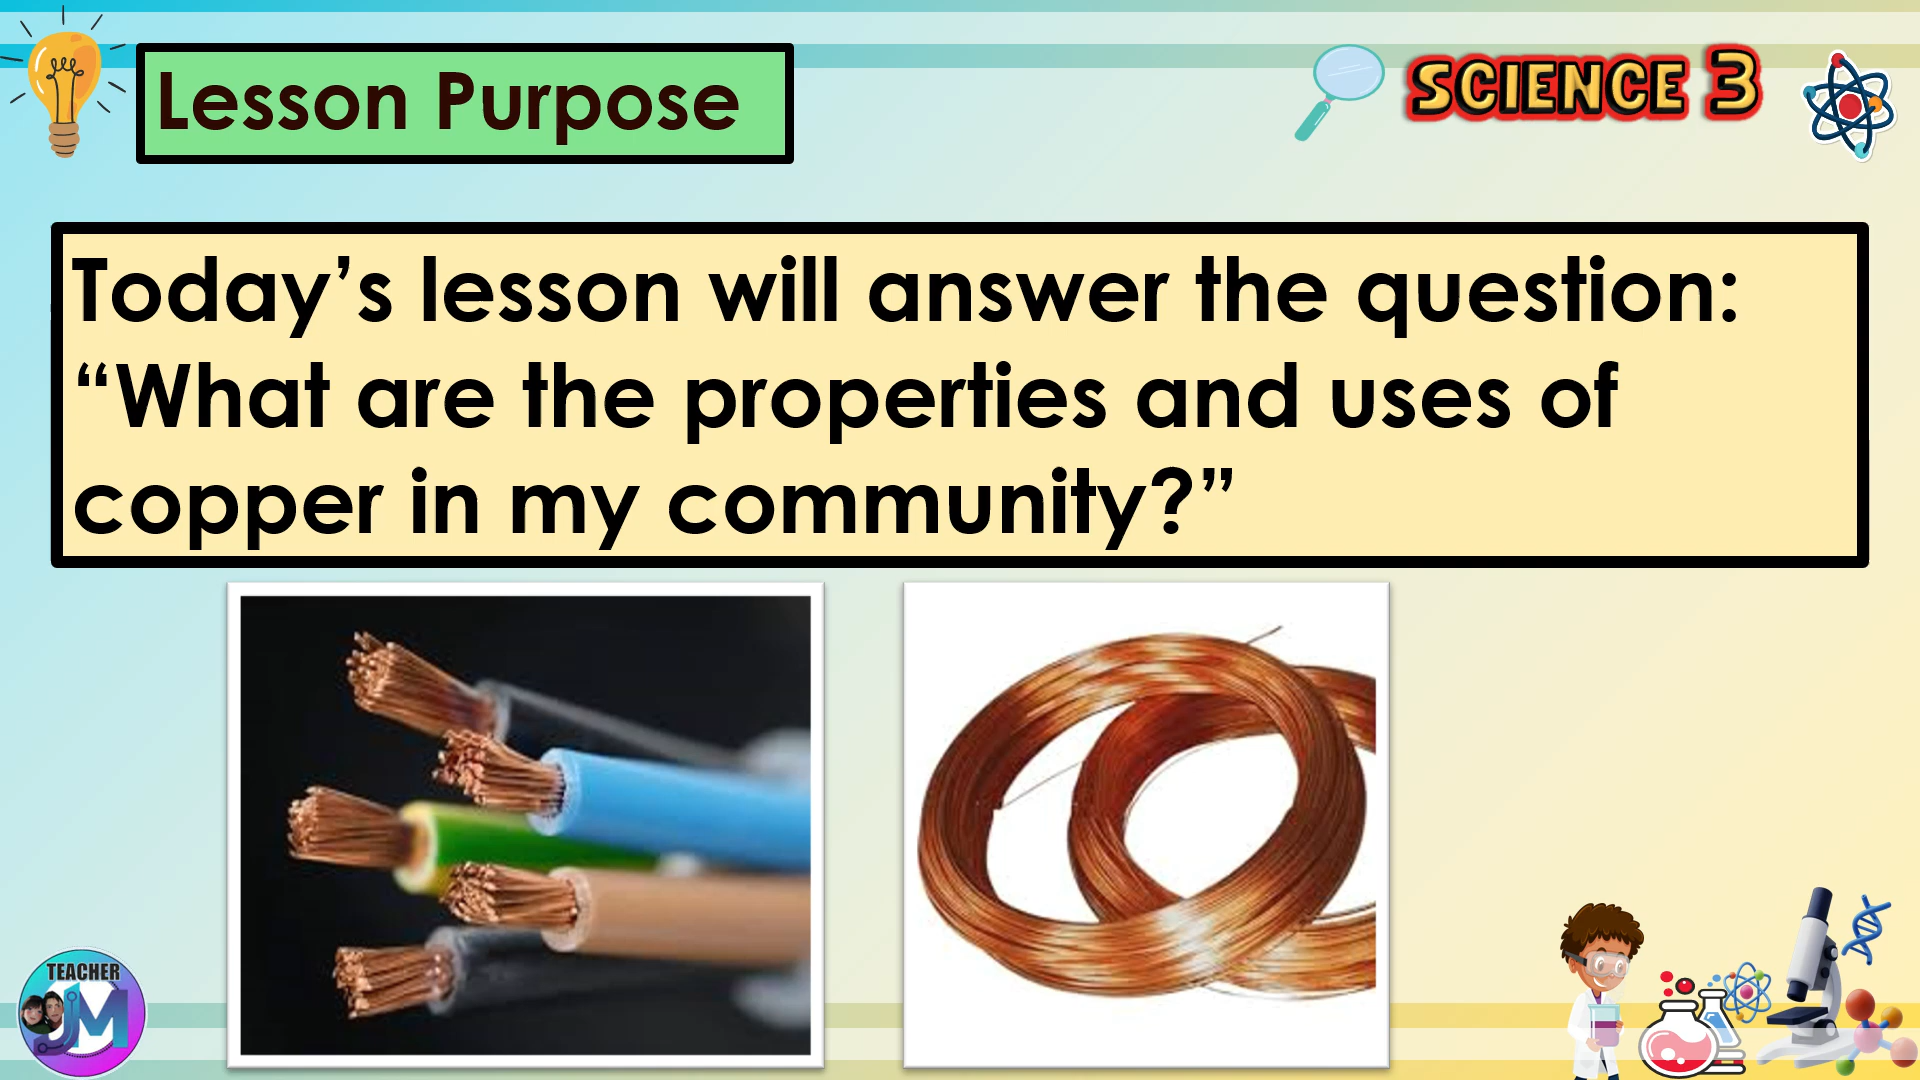 Lesson Purpose
SCIENCE 3
Today’s lesson will answer the question:
“What are the properties and uses of
copper in my community?”
TEACHER
JM